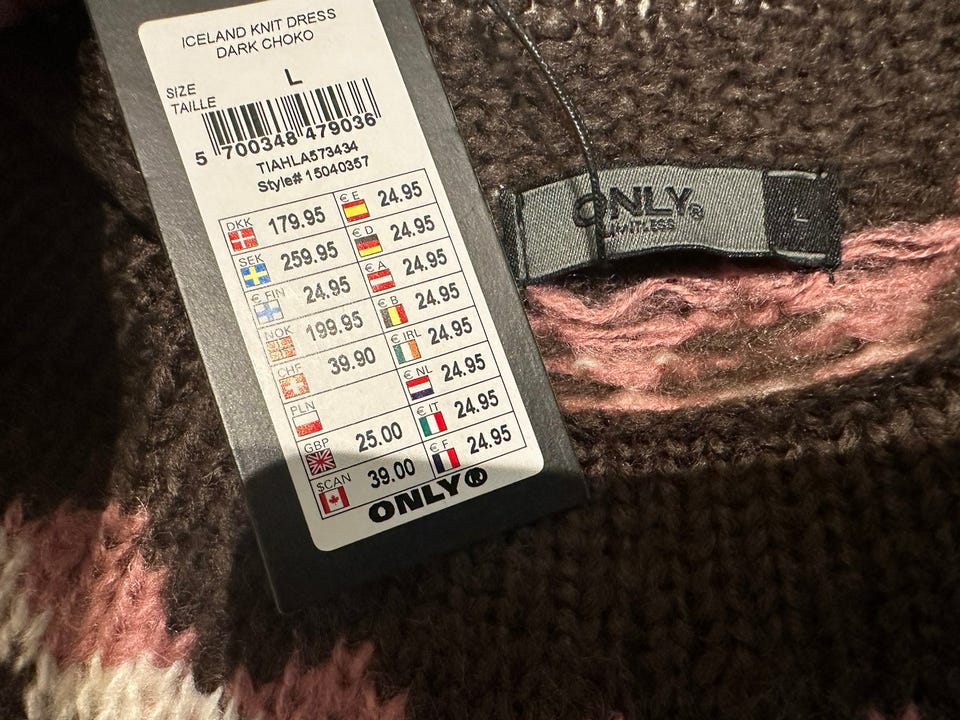 ICELAND KNIT DRESS
DARK CHOKO
SIZE
TAILLE
L
5 700348 479036
TIAHLA573434
Style# 15040357
DKK 179.95 € E 24.95
SEK 259.95 € D 24.95
€ FIN 24.95 € A 24.95
NOK 199.95 € B 24.95
CHF 39.90 € IRL 24.95
PLN € NL 24.95
GBP 25.00 € IT 24.95
$CAN 39.00 € F 24.95
ONLY®
ONLY®
LIMITLESS
L